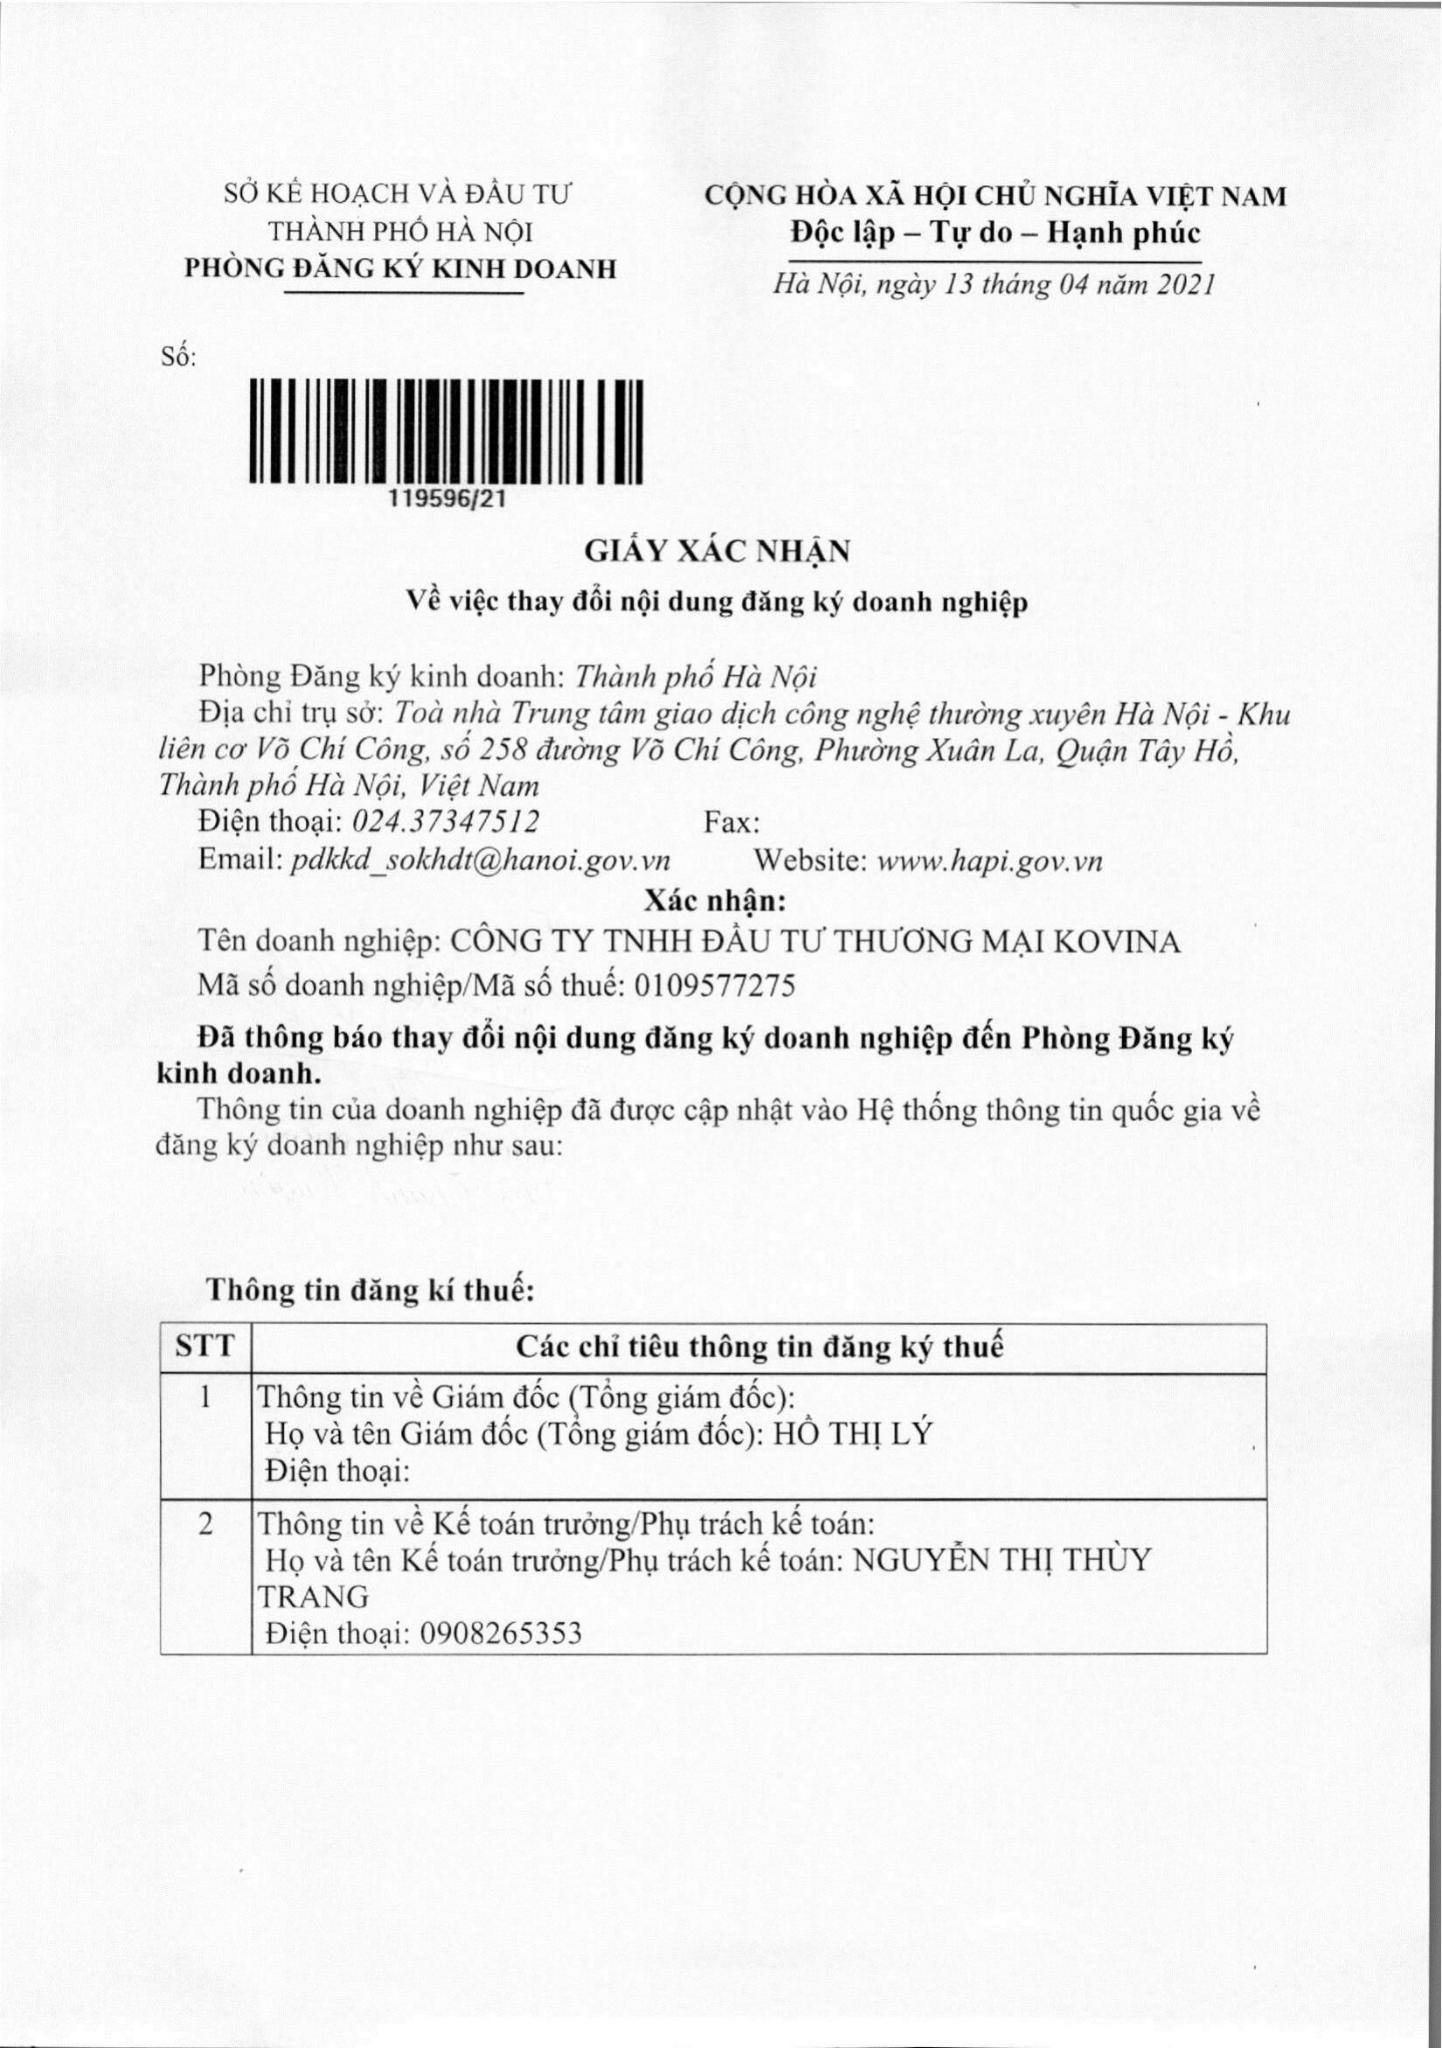 SỞ KẾ HOẠCH VÀ ĐẦU TƯ
THÀNH PHỐ HÀ NỘI
PHÒNG ĐĂNG KÝ KINH DOANH
CỘNG HÒA XÃ HỘI CHỦ NGHĨA VIỆT NAM
Độc lập – Tự do – Hạnh phúc
Hà Nội, ngày 13 tháng 04 năm 2021
Số:
119596/21
GIẤY XÁC NHẬN
Về việc thay đổi nội dung đăng ký doanh nghiệp
Phòng Đăng ký kinh doanh: Thành phố Hà Nội
Địa chỉ trụ sở: Toà nhà Trung tâm giao dịch công nghệ thường xuyên Hà Nội - Khu
liên cơ Võ Chí Công, số 258 đường Võ Chí Công, Phường Xuân La, Quận Tây Hồ,
Thành phố Hà Nội, Việt Nam
Điện thoại: 024.37347512 Fax:
Email: pdkkd_sokhdt@hanoi.gov.vn Website: www.hapi.gov.vn
Xác nhận:
Tên doanh nghiệp: CÔNG TY TNHH ĐẦU TƯ THƯƠNG MẠI KOVINA
Mã số doanh nghiệp/Mã số thuế: 0109577275
Đã thông báo thay đổi nội dung đăng ký doanh nghiệp đến Phòng Đăng ký
kinh doanh.
Thông tin của doanh nghiệp đã được cập nhật vào Hệ thống thông tin quốc gia về
đăng ký doanh nghiệp như sau:
Thông tin đăng kí thuế:
STT Các chỉ tiêu thông tin đăng ký thuế
1 Thông tin về Giám đốc (Tổng giám đốc):
Họ và tên Giám đốc (Tổng giám đốc): HỒ THỊ LÝ
Điện thoại:
2 Thông tin về Kế toán trưởng/Phụ trách kế toán:
Họ và tên Kế toán trưởng/Phụ trách kế toán: NGUYỄN THỊ THÙY
TRANG
Điện thoại: 0908265353